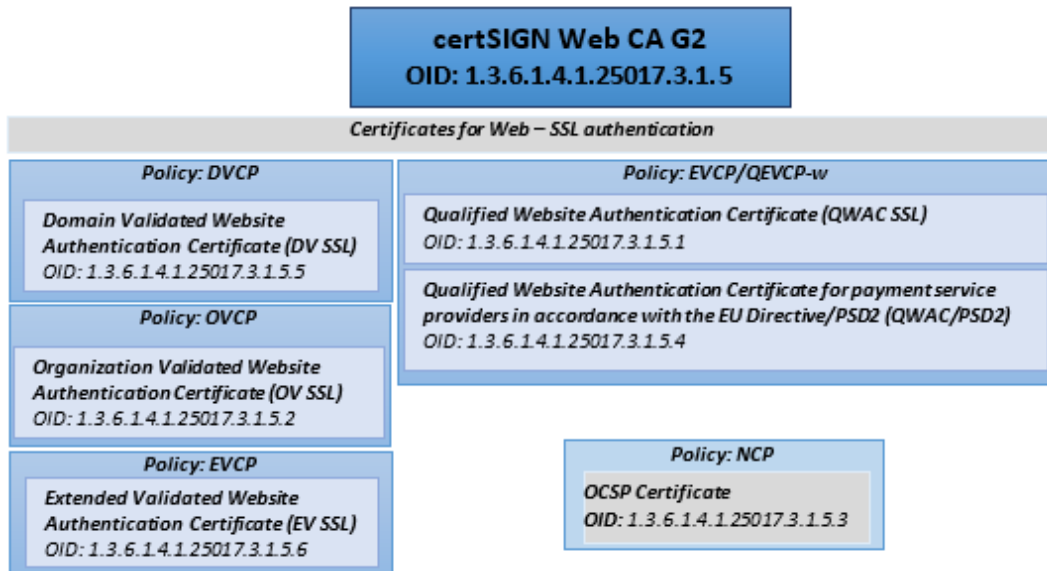 certSIGN Web CA G2
OID: 1.3.6.1.4.1.25017.3.1.5
Certificates for Web – SSL authentication
Policy: DVCP
Domain Validated Website
Authentication Certificate (DV SSL)
OID: 1.3.6.1.4.1.25017.3.1.5.5
Policy: OVCP
Organization Validated Website
Authentication Certificate (OV SSL)
OID: 1.3.6.1.4.1.25017.3.1.5.2
Policy: EVCP
Extended Validated Website
Authentication Certificate (EV SSL)
OID: 1.3.6.1.4.1.25017.3.1.5.6
Policy: EVCP/QEVCP-w
Qualified Website Authentication Certificate (QWAC SSL)
OID: 1.3.6.1.4.1.25017.3.1.5.1
Qualified Website Authentication Certificate for payment service
providers in accordance with the EU Directive/PSD2 (QWAC/PSD2)
OID: 1.3.6.1.4.1.25017.3.1.5.4
Policy: NCP
OCSP Certificate
OID: 1.3.6.1.4.1.25017.3.1.5.3